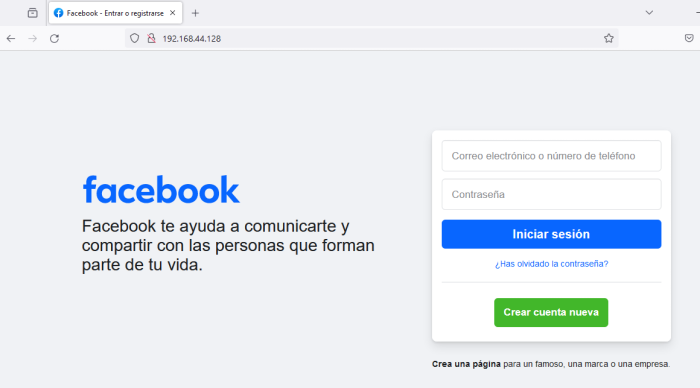 Facebook - Entrar o registrarse
192.168.44.128
facebook
Facebook te ayuda a comunicarte y
compartir con las personas que forman
parte de tu vida.
Correo electrónico o número de teléfono
Contraseña
Iniciar sesión
¿Has olvidado la contraseña?
Crear cuenta nueva
Crea una página para un famoso, una marca o una empresa.